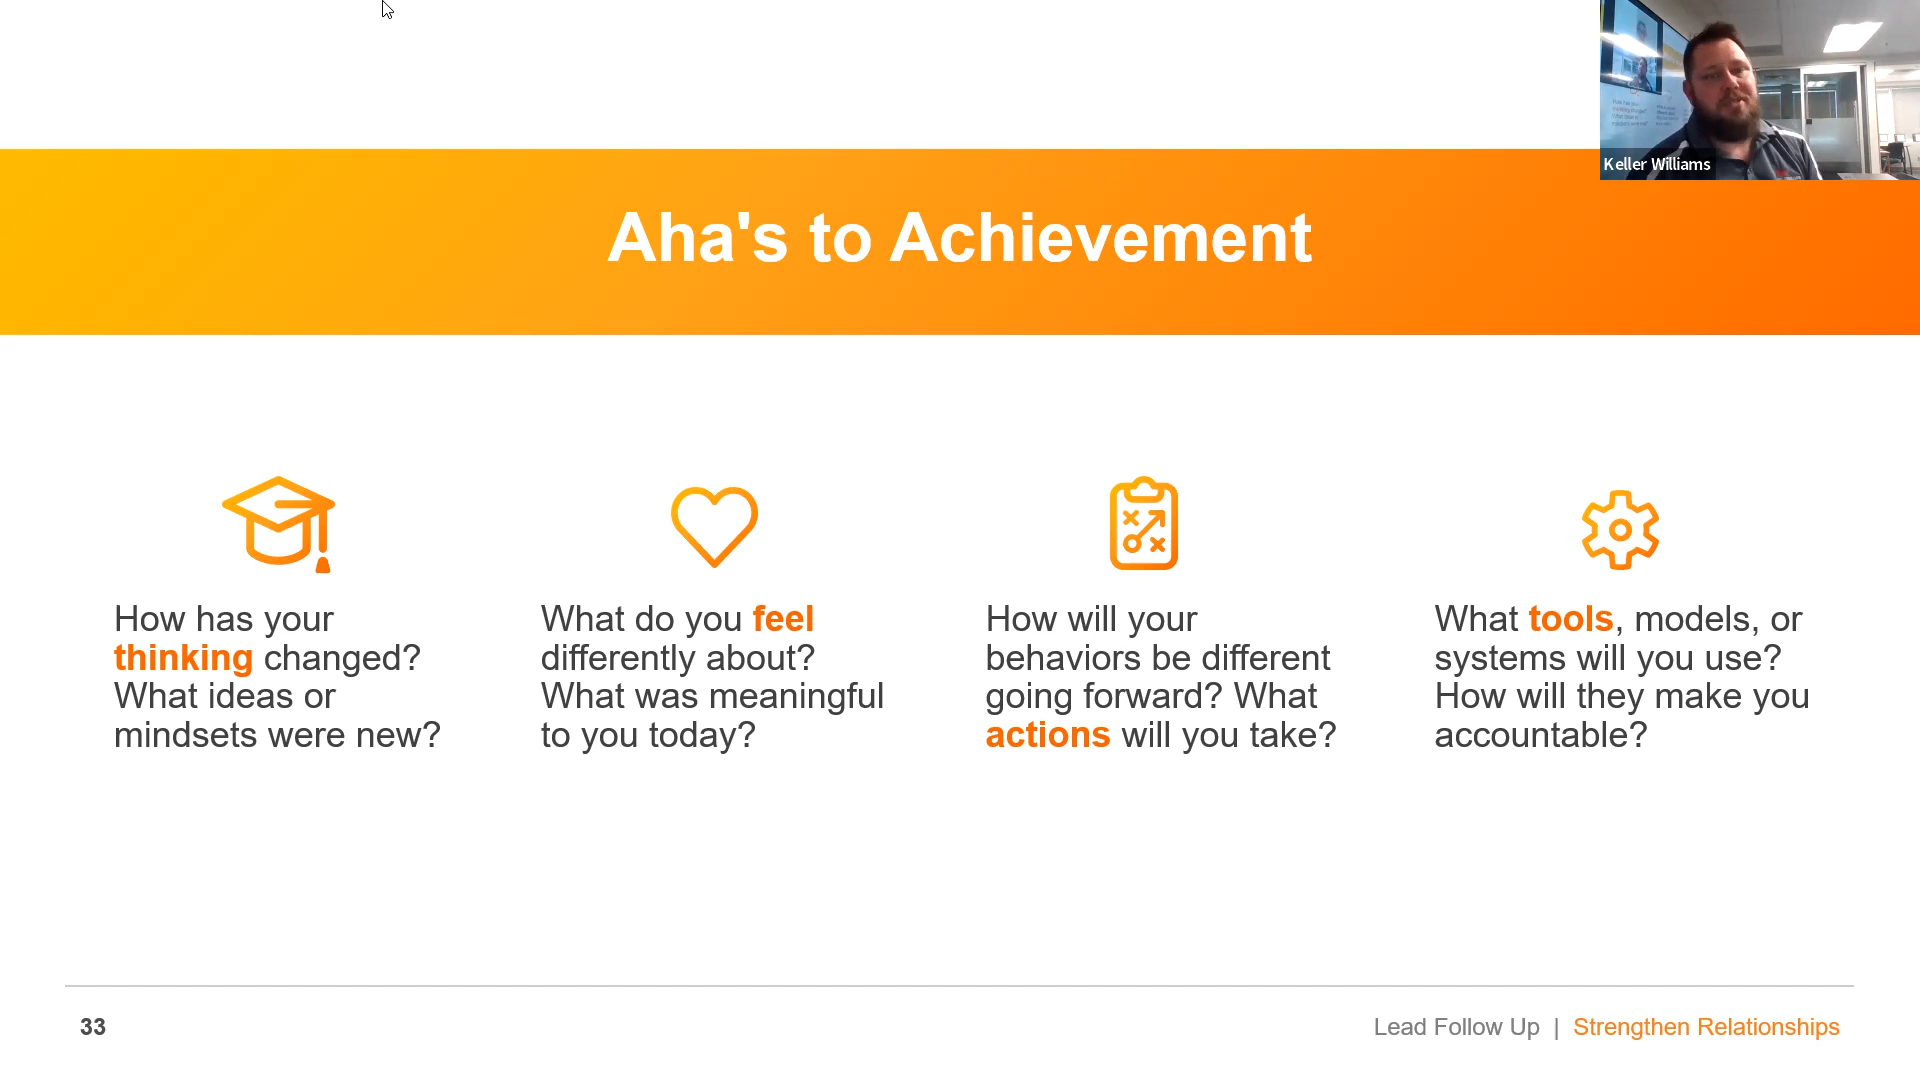 Keller Williams
Aha's to Achievement
How has your
thinking changed?
What ideas or
mindsets were new?
What do you feel
differently about?
What was meaningful
to you today?
How will your
behaviors be different
going forward? What
actions will you take?
What tools, models, or
systems will you use?
How will they make you
accountable?
33
Lead Follow Up | Strengthen Relationships